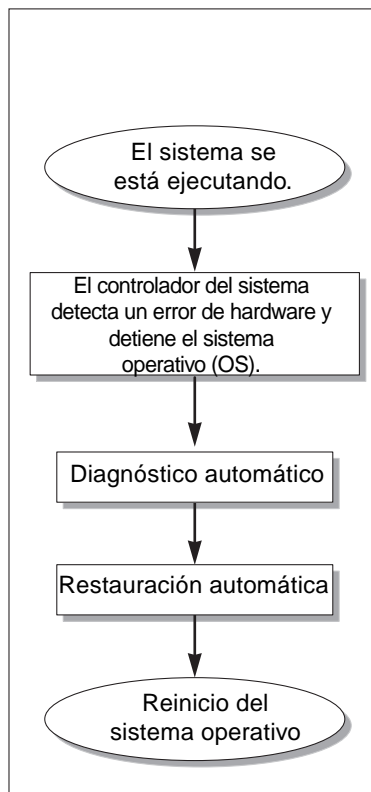 El sistema se
está ejecutando.
El controlador del sistema
detecta un error de hardware y
detiene el sistema
operativo (OS).
Diagnóstico automático
Restauración automática
Reinicio del
sistema operativo